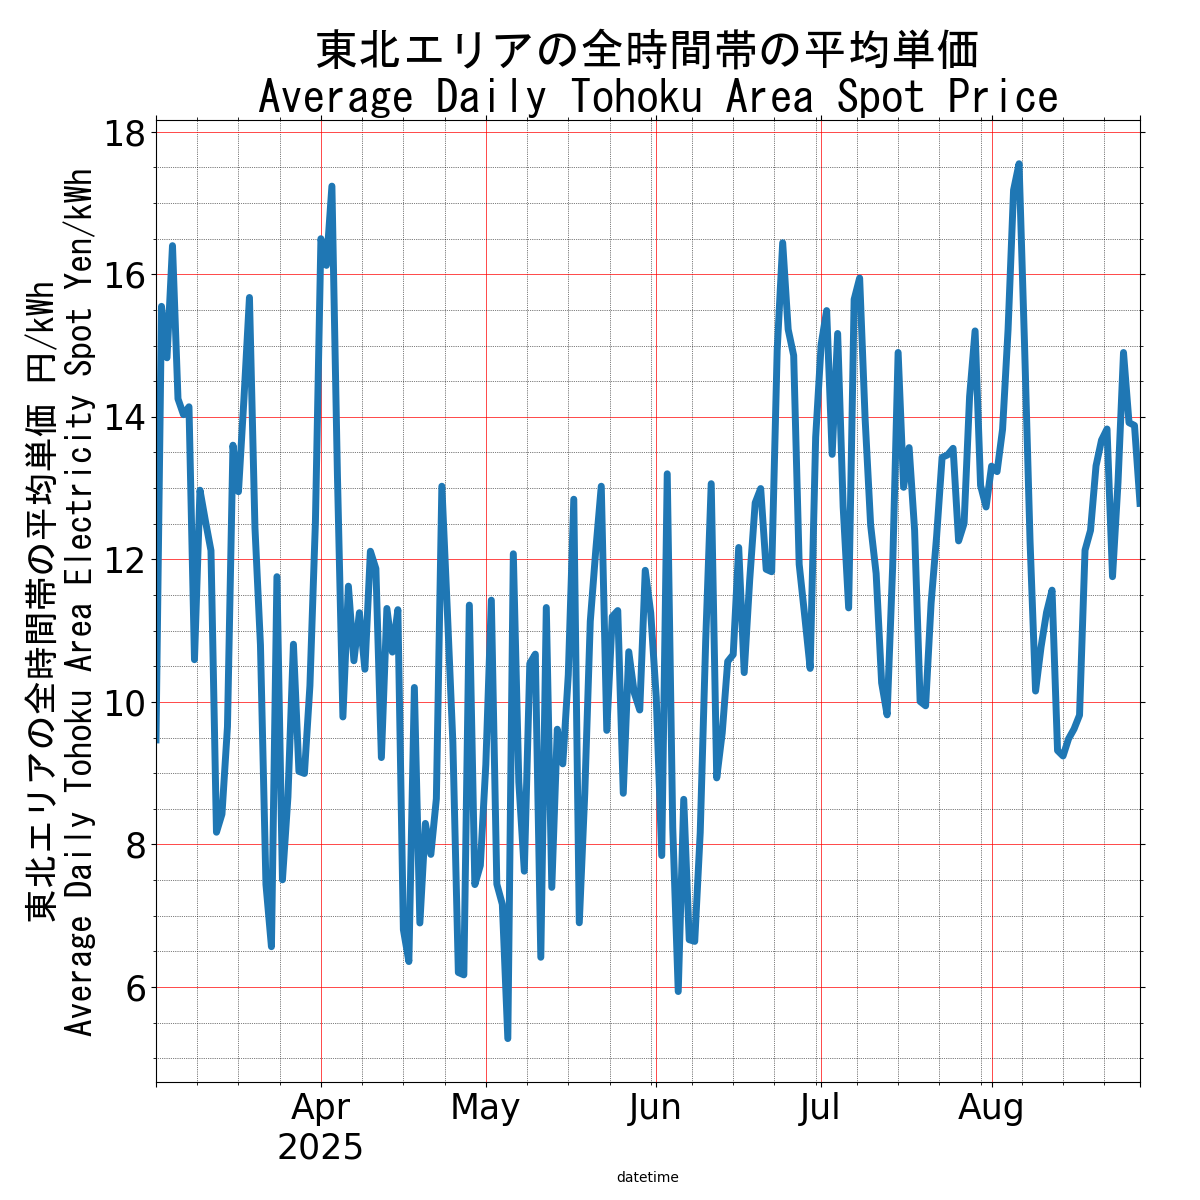 東北エリアの全時間帯の平均単価
Average Daily Tohoku Area Spot Price
東北エリアの全時間帯の平均単価 円/kWh
Average Daily Tohoku Area Electricity Spot Yen/kWh
18
16
14
12
10
8
6
Apr
2025
May
Jun
Jul
Aug
datetime